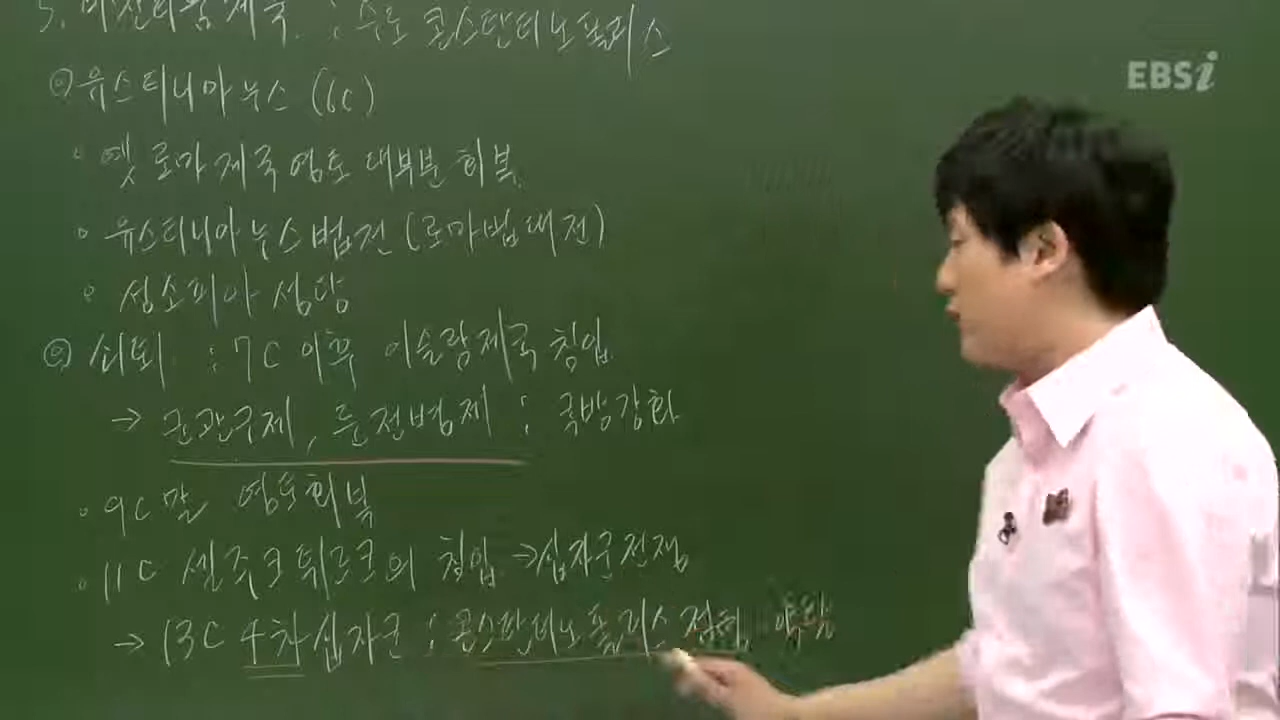 5. 비잔티움 제국 : 수도 콘스탄티노폴리스
EBSi
◎ 유스티니아누스 (6C)
• 옛 로마 제국 영토 대부분 회복
• 유스티니아누스 법전 (로마법대전)
• 성소피아 성당
◎ 쇠퇴 : 7C 이후 이슬람제국 침입
→ 군관구제, 둔전병제 : 국방강화
• 9C말 영토회복
• 11C 셀주크 튀르크의 침입 → 십자군전쟁
→ 13C 4차 십자군 : 콘스탄티노폴리스 점령, 약탈